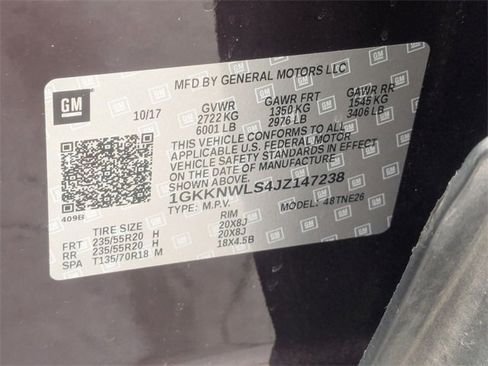 MFD BY GENERAL MOTORS LLC
GM
10/17 GVWR GAWR FRT GAWR RR
2722 KG 1350 KG 1545 KG
6001 LB 2976 LB 3406 LB
THIS VEHICLE CONFORMS TO ALL
APPLICABLE U.S. FEDERAL MOTOR
VEHICLE SAFETY STANDARDS IN EFFECT
ON THE DATE OF MANUFACTURE
SHOWN ABOVE.
1GKKNWLS4JZ147238
TYPE: M.P.V. MODEL: 48TNE26
409B
TIRE SIZE RIM
FRT 235/55R20 H 20X8J
RR 235/55R20 H 20X8J
SPA T135/70R18 M 18X4.5B